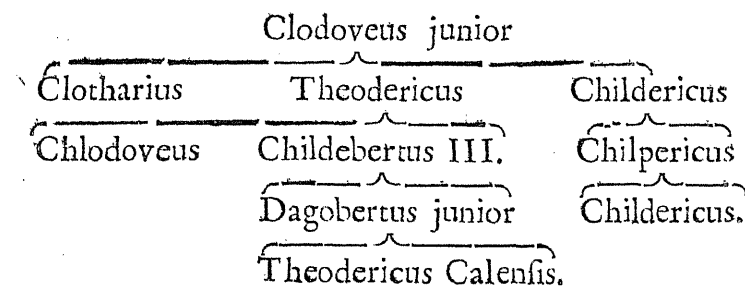 Clodoveus junior
Clotharius Theodericus Childericus
Chlodoveus Childebertus III. Chilpericus
Dagobertus junior Childericus.
Theodericus Calenſis.